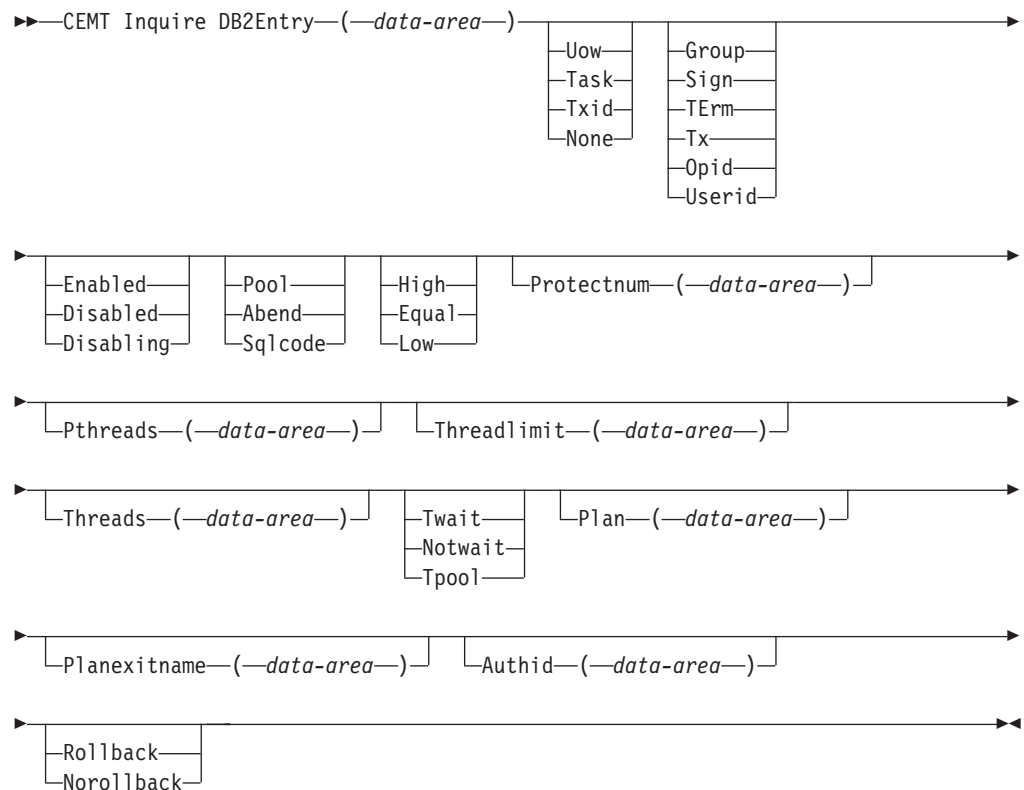 CEMT Inquire DB2Entry ( data-area )
Uow Group
Task Sign
Txid TErm
None Tx
Opid
Userid
Enabled Pool High Protectnum ( data-area )
Disabled Abend Equal
Disabling Sqlcode Low
Pthreads ( data-area ) Threadlimit ( data-area )
Threads ( data-area ) Twait Plan ( data-area )
Notwait
Tpool
Planexitname ( data-area ) Authid ( data-area )
Rollback
Norollback